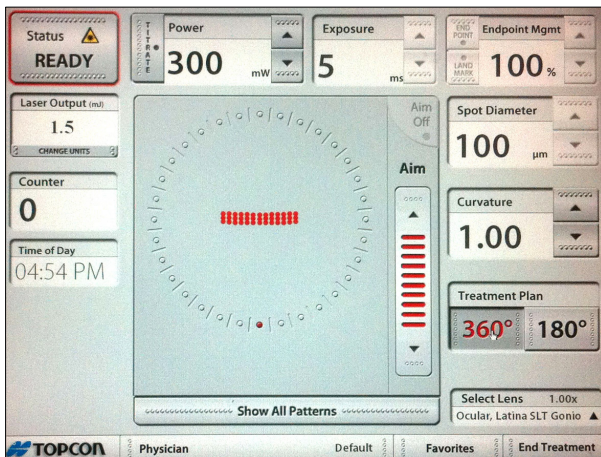 Status
READY
TITRATE
Power
300 mW
Exposure
5 ms
END POINT
LAND MARK
Endpoint Mgmt
100 %
Laser Output (mJ)
1.5
CHANGE UNITS
Counter
0
Time of Day
04:54 PM
Aim Off
Aim
Spot Diameter
100 µm
Curvature
1.00
Treatment Plan
360° 180°
Show All Patterns
Select Lens 1.00x
Ocular, Latina SLT Gonio
TOPCON Physician Default Favorites End Treatment